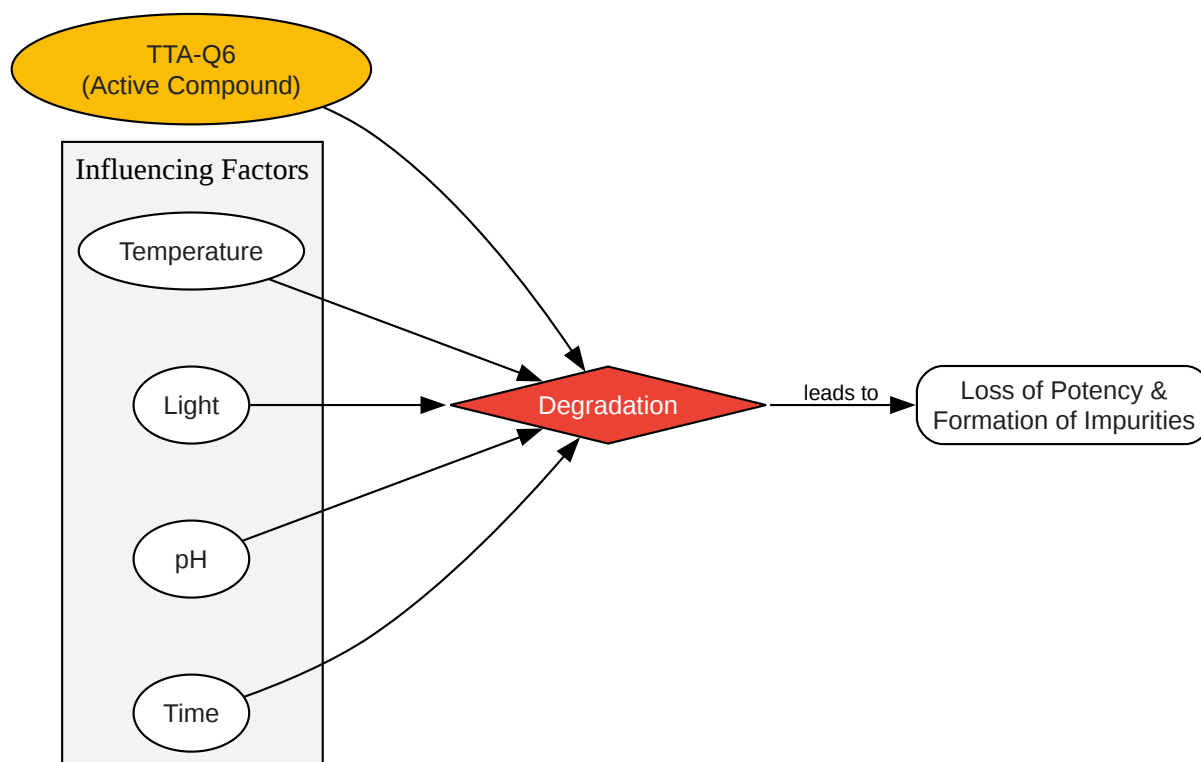 TTA-Q6
(Active Compound)
Influencing Factors
Temperature
Light
pH
Time
Degradation
leads to
Loss of Potency &
Formation of Impurities